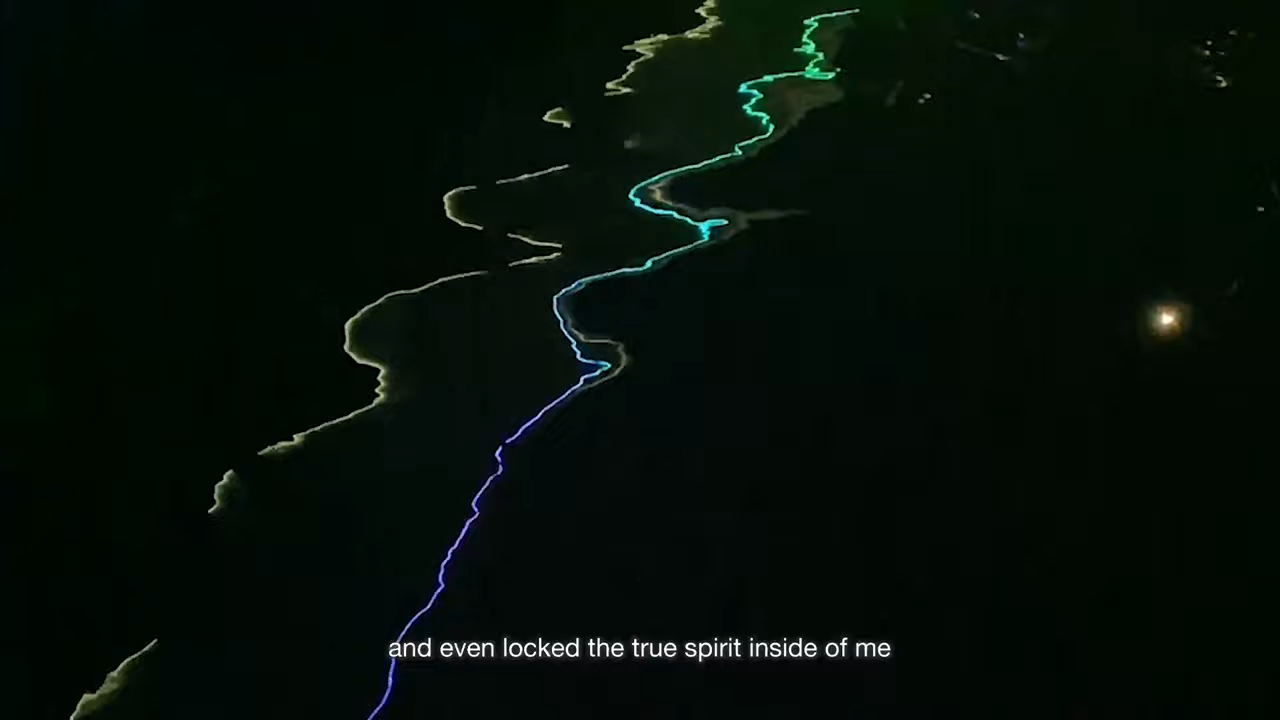 and even locked the true spirit inside of me